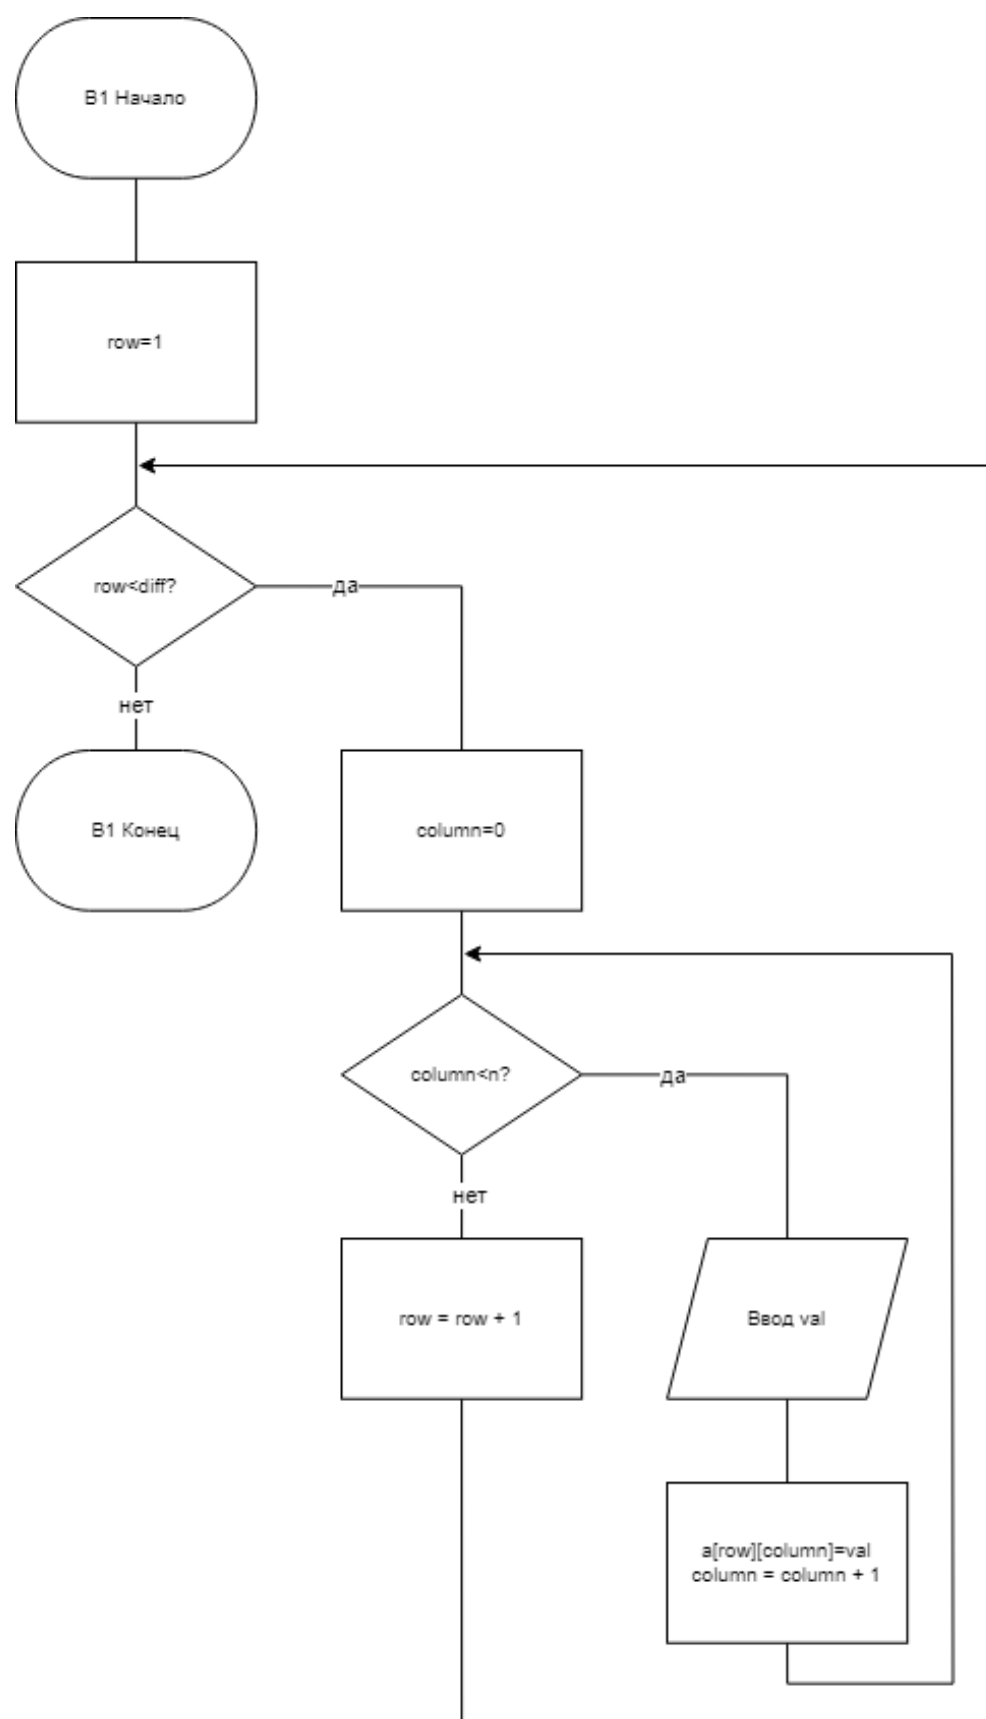 В1 Начало
row=1
row<diff?
да
нет
В1 Конец
column=0
column<n?
да
нет
row = row + 1
Ввод val
a[row][column]=val
column = column + 1